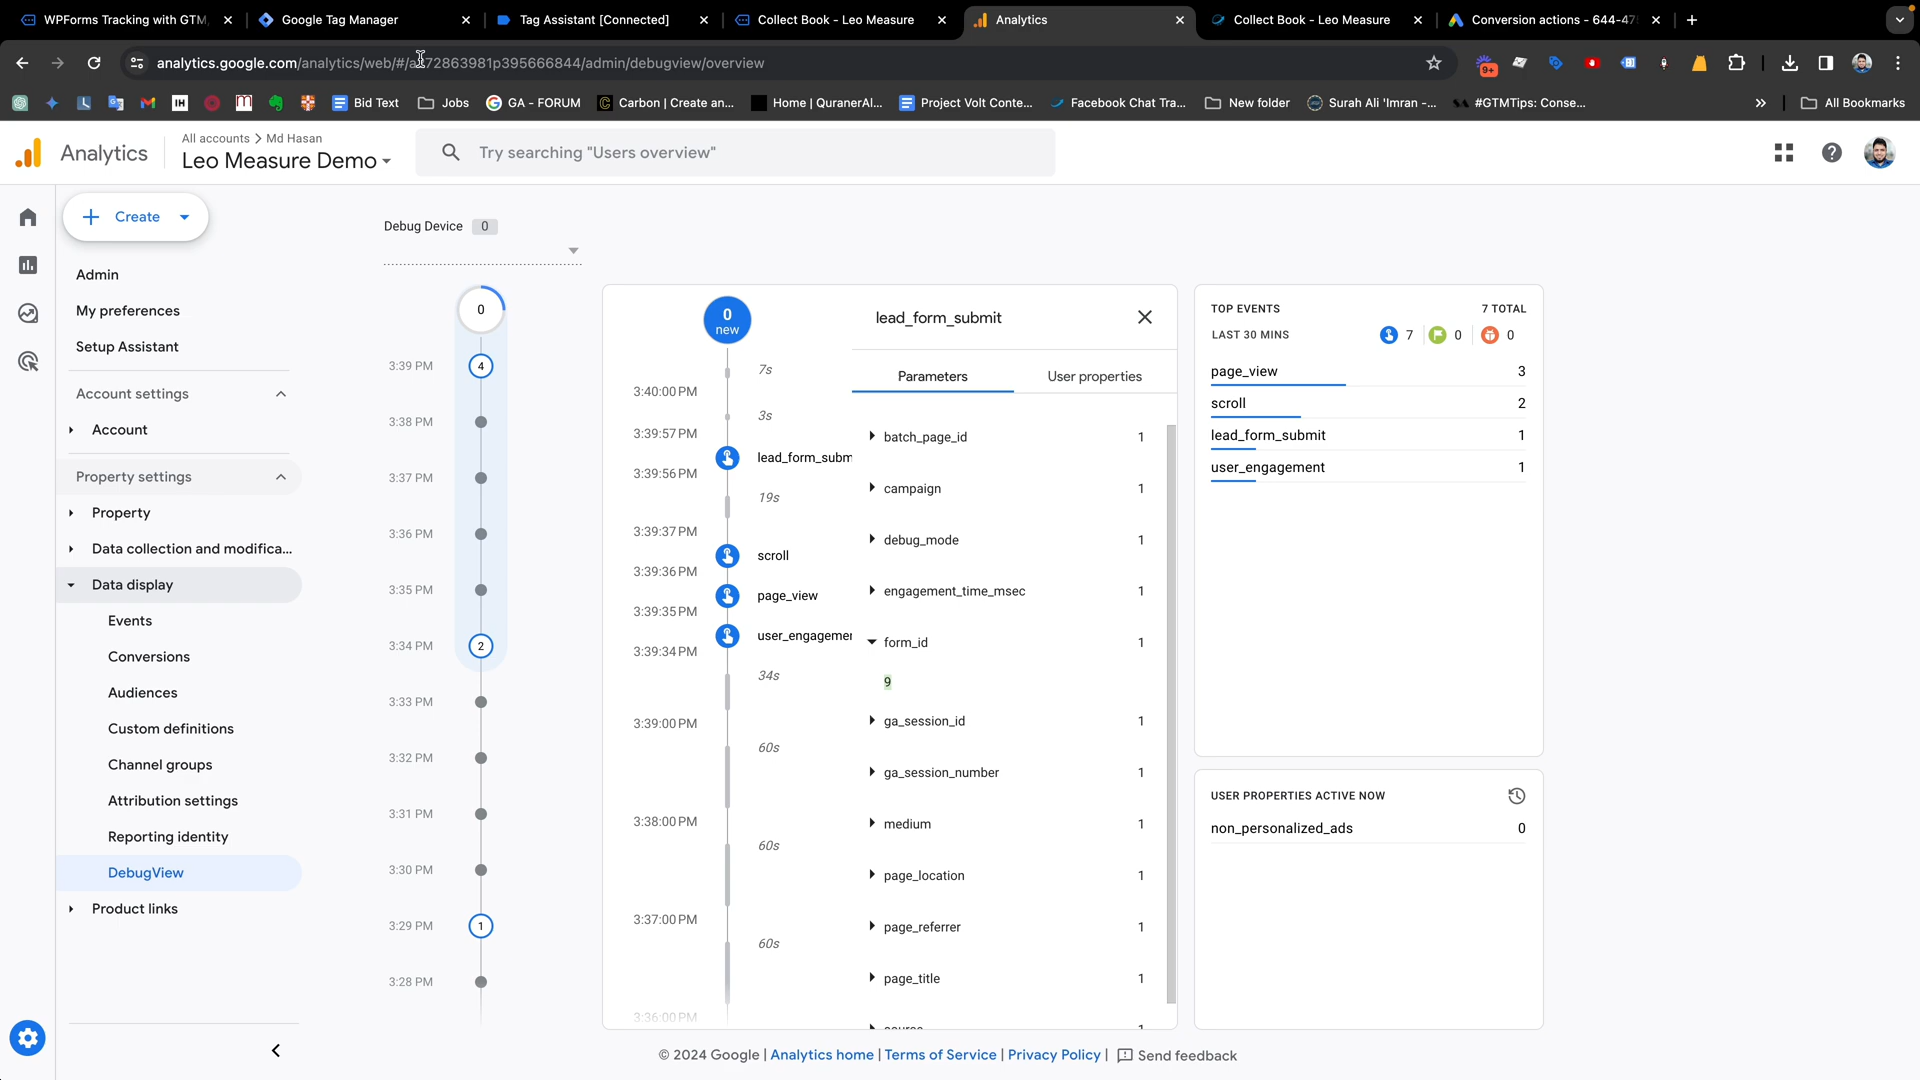 WPForms Tracking with GTM
Google Tag Manager
Tag Assistant [Connected]
Collect Book - Leo Measure
Analytics
Collect Book - Leo Measure
Conversion actions - 644-47
analytics.google.com/analytics/web/#/a272863981p395666844/admin/debugview/overview
9+
Bid Text
Jobs
GA - FORUM
Carbon | Create an...
Home | QuranerAl...
Project Volt Conte...
Facebook Chat Tra...
New folder
Surah Ali 'Imran -...
#GTMTips: Conse...
All Bookmarks
Analytics
All accounts > Md Hasan
Leo Measure Demo
Try searching "Users overview"
Create
Admin
My preferences
Setup Assistant
Account settings
Account
Property settings
Property
Data collection and modifica...
Data display
Events
Conversions
Audiences
Custom definitions
Channel groups
Attribution settings
Reporting identity
DebugView
Product links
Debug Device 0
0
3:39 PM 4
3:38 PM
3:37 PM
3:36 PM
3:35 PM
3:34 PM 2
3:33 PM
3:32 PM
3:31 PM
3:30 PM
3:29 PM 1
3:28 PM
0
new
7s
3:40:00 PM
3s
3:39:57 PM
lead_form_subm
3:39:56 PM
19s
3:39:37 PM
scroll
3:39:36 PM
page_view
3:39:35 PM
user_engagemen
3:39:34 PM
34s
3:39:00 PM
60s
3:38:00 PM
60s
3:37:00 PM
60s
3:36:00 PM
lead_form_submit
Parameters
User properties
batch_page_id 1
campaign 1
debug_mode 1
engagement_time_msec 1
form_id 1
9
ga_session_id 1
ga_session_number 1
medium 1
page_location 1
page_referrer 1
page_title 1
source 1
TOP EVENTS 7 TOTAL
LAST 30 MINS 7 0 0
page_view 3
scroll 2
lead_form_submit 1
user_engagement 1
USER PROPERTIES ACTIVE NOW
non_personalized_ads 0
© 2024 Google | Analytics home | Terms of Service | Privacy Policy | Send feedback